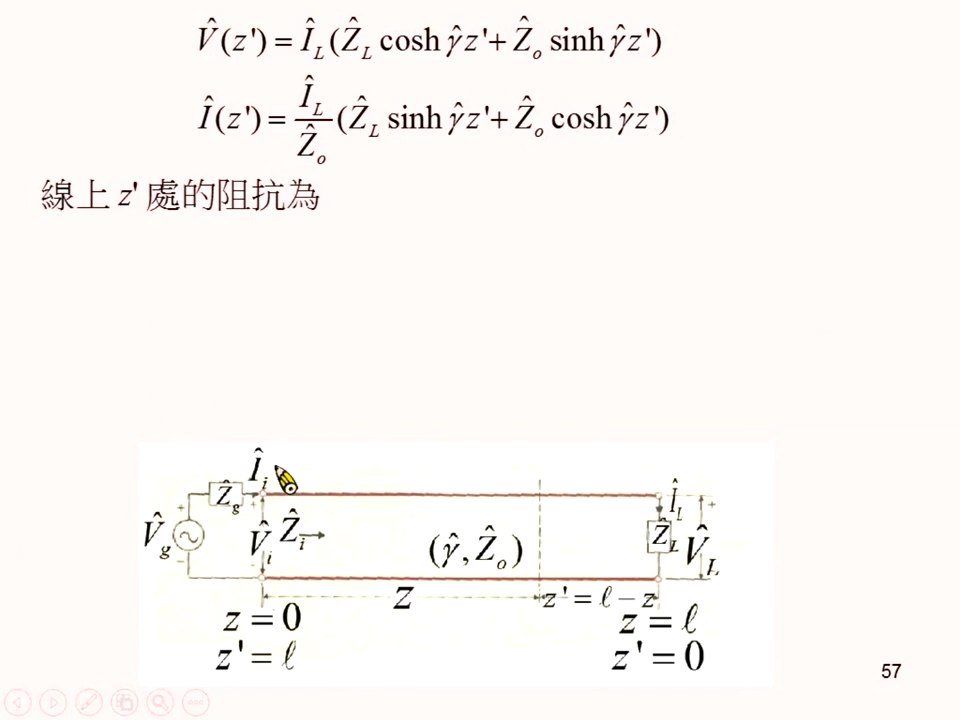 V̂(z') = Î_L(Ẑ_L cosh γ̂z'+ Ẑ_o sinh γ̂z')
Î(z') = Î_L/Ẑ_o (Ẑ_L sinh γ̂z'+ Ẑ_o cosh γ̂z')
線上 z' 處的阻抗為
Î_i
Ẑ_g
Î_L
V̂_g
V̂_i
Ẑ_i
(γ̂, Ẑ_o)
Ẑ_L
V̂_L
z
z' = ℓ − z
z = 0
z = ℓ
z' = ℓ
z' = 0
57